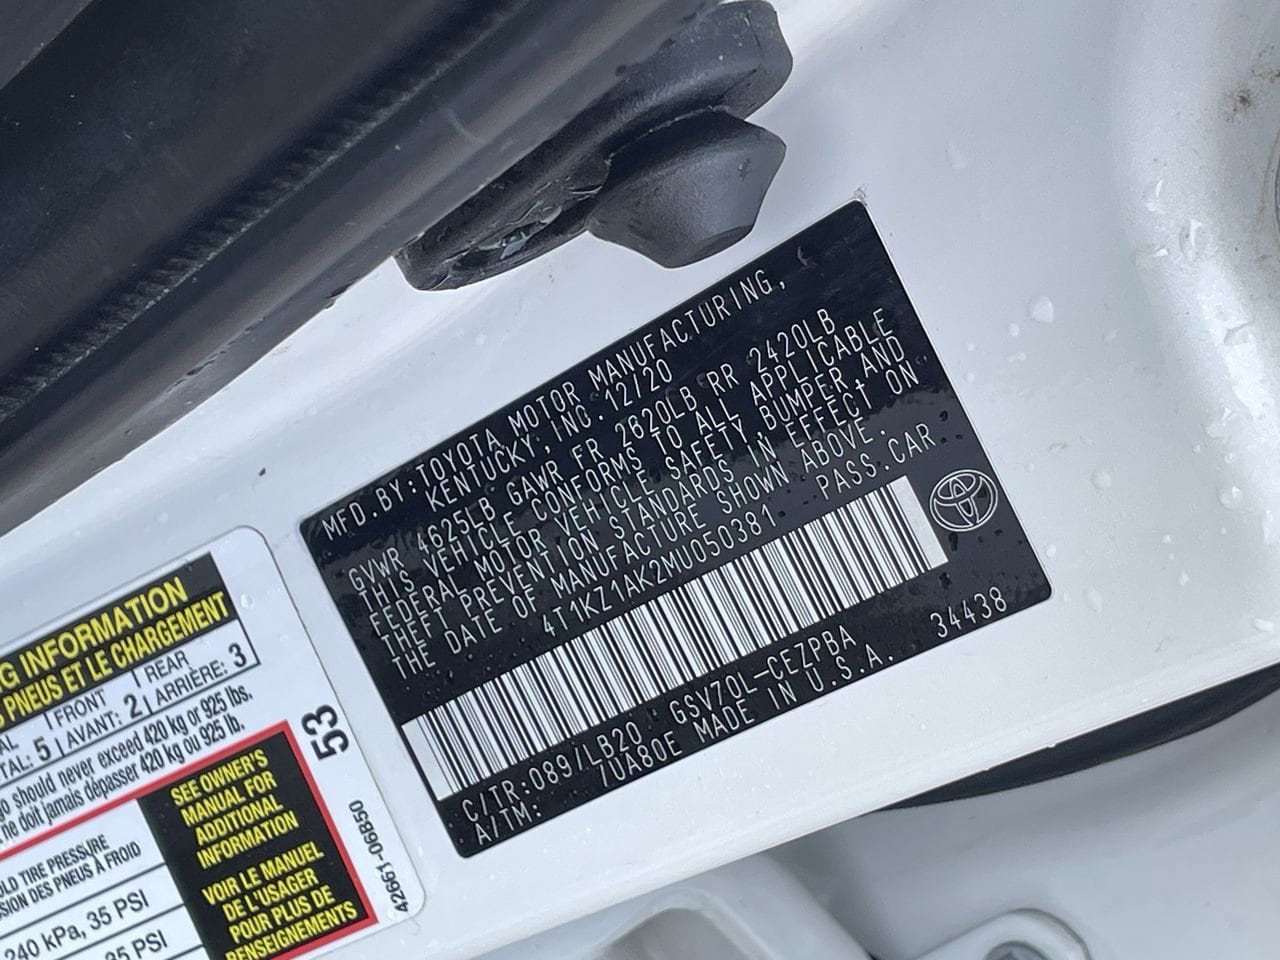 MFD.BY:TOYOTA MOTOR MANUFACTURING,
KENTUCKY, INC. 12/20
GVWR 4625LB GAWR FR 2620LB RR 2420LB
THIS VEHICLE CONFORMS TO ALL APPLICABLE
FEDERAL MOTOR VEHICLE SAFETY,BUMPER AND
THEFT PREVENTION STANDARDS IN EFFECT ON
THE DATE OF MANUFACTURE SHOWN ABOVE.
4T1KZ1AK2MU050381 PASS.CAR
C/TR:089/LB20 GSV70L-CEZPBA
A/TM: /UA80E MADE IN U.S.A. 34438
INFORMATION
PNEUS ET LE CHARGEMENT
FRONT REAR
5 AVANT: 2 ARRIÈRE: 3
should never exceed 420 kg or 925 lbs.
ne doit jamais dépasser 420 kg ou 925 lb.
TIRE PRESSURE
DES PNEUS À FROID
240 kPa, 35 PSI
35 PSI
SEE OWNER'S
MANUAL FOR
ADDITIONAL
INFORMATION
VOIR LE MANUEL
DE L'USAGER
POUR PLUS DE
RENSEIGNEMENTS
53
42661-06B50